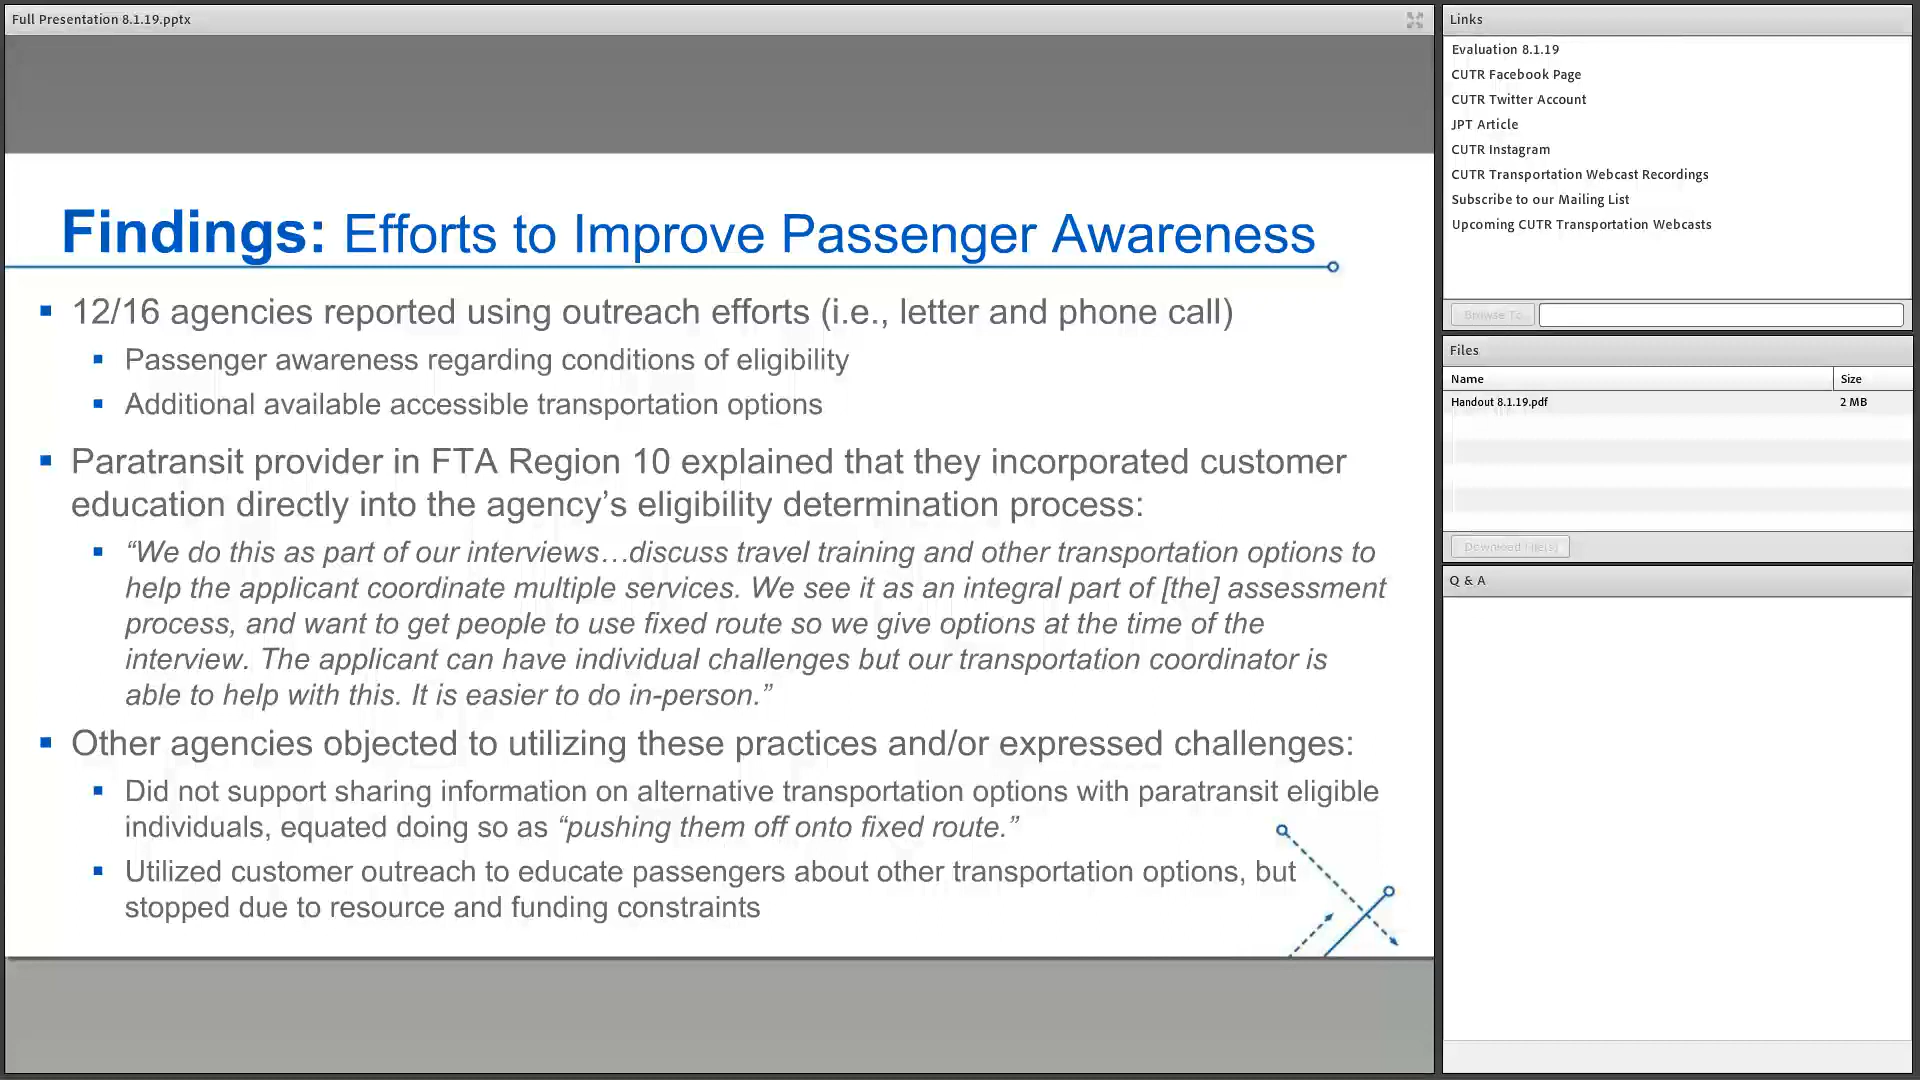 Full Presentation 8.1.19.pptx
Findings: Efforts to Improve Passenger Awareness
12/16 agencies reported using outreach efforts (i.e., letter and phone call)
Passenger awareness regarding conditions of eligibility
Additional available accessible transportation options
Paratransit provider in FTA Region 10 explained that they incorporated customer
education directly into the agency’s eligibility determination process:
“We do this as part of our interviews…discuss travel training and other transportation options to
help the applicant coordinate multiple services. We see it as an integral part of [the] assessment
process, and want to get people to use fixed route so we give options at the time of the
interview. The applicant can have individual challenges but our transportation coordinator is
able to help with this. It is easier to do in-person.”
Other agencies objected to utilizing these practices and/or expressed challenges:
Did not support sharing information on alternative transportation options with paratransit eligible
individuals, equated doing so as “pushing them off onto fixed route.”
Utilized customer outreach to educate passengers about other transportation options, but
stopped due to resource and funding constraints
Links
Evaluation 8.1.19
CUTR Facebook Page
CUTR Twitter Account
JPT Article
CUTR Instagram
CUTR Transportation Webcast Recordings
Subscribe to our Mailing List
Upcoming CUTR Transportation Webcasts
Browse To
Files
Name Size
Handout 8.1.19.pdf 2 MB
Download File(s)
Q & A